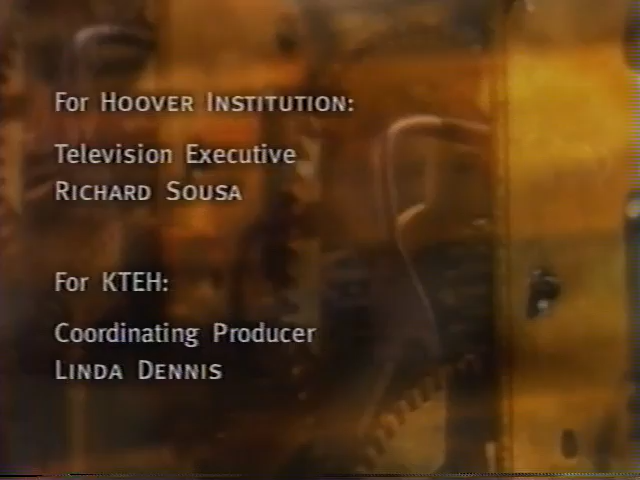 For HOOVER INSTITUTION:
Television Executive
RICHARD SOUSA
For KTEH:
Coordinating Producer
LINDA DENNIS